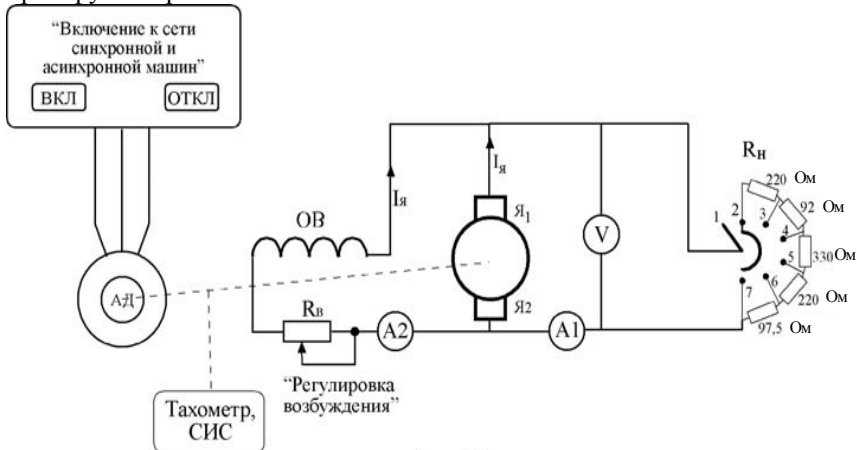 “Включение к сети
синхронной и
асинхронной машин”
ВКЛ
ОТКЛ
АД
Тахометр,
СИС
ОВ
Iя
Iя
Я1
Я2
Rв
“Регулировка
возбуждения”
А2
А1
V
Rн
1
2
3
4
5
6
7
220 Ом
92 Ом
330 Ом
220 Ом
97,5 Ом